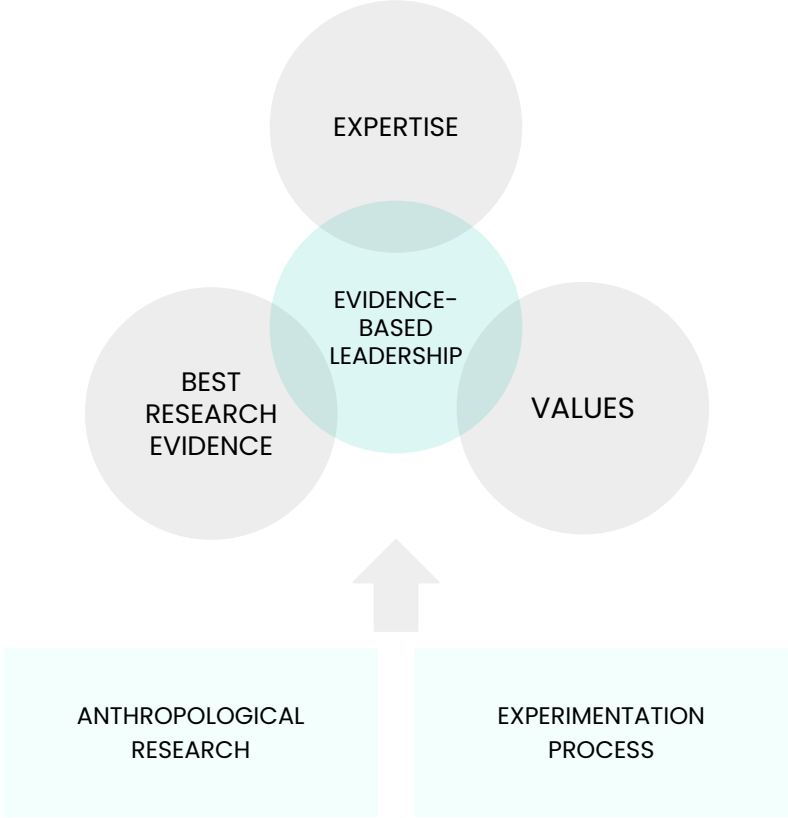 EXPERTISE
EVIDENCE-
BASED
LEADERSHIP
BEST
RESEARCH
EVIDENCE
VALUES
ANTHROPOLOGICAL
RESEARCH
EXPERIMENTATION
PROCESS